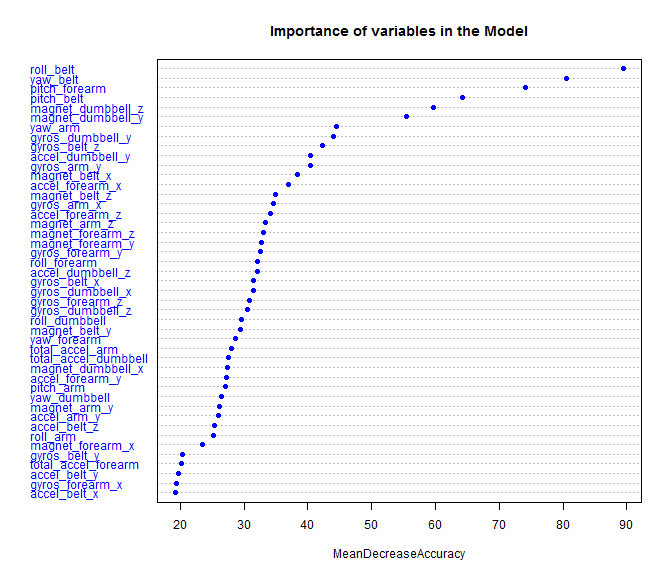 Importance of variables in the Model
roll_belt
yaw_belt
pitch_forearm
pitch_belt
magnet_dumbbell_z
magnet_dumbbell_y
yaw_arm
gyros_dumbbell_y
gyros_belt_z
accel_dumbbell_y
gyros_arm_y
magnet_belt_x
accel_forearm_x
magnet_belt_z
gyros_arm_x
accel_forearm_z
magnet_arm_z
magnet_forearm_z
magnet_forearm_y
gyros_forearm_y
roll_forearm
accel_dumbbell_z
gyros_belt_x
gyros_dumbbell_x
gyros_forearm_z
gyros_dumbbell_z
roll_dumbbell
magnet_belt_y
yaw_forearm
total_accel_arm
total_accel_dumbbell
magnet_dumbbell_x
accel_forearm_y
pitch_arm
yaw_dumbbell
magnet_arm_y
accel_arm_y
accel_belt_z
roll_arm
magnet_forearm_x
gyros_belt_y
total_accel_forearm
accel_belt_y
gyros_forearm_x
accel_belt_x
20 30 40 50 60 70 80 90
MeanDecreaseAccuracy